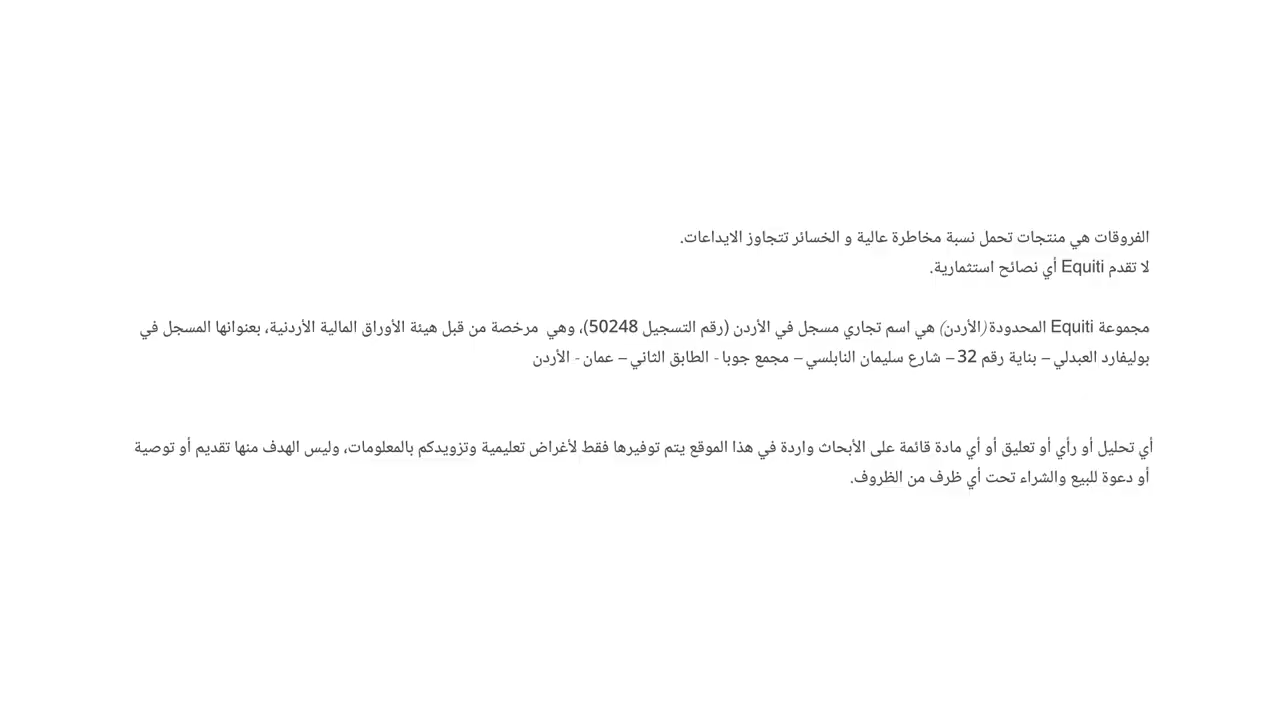 الفروقات هي منتجات تحمل نسبة مخاطرة عالية و الخسائر تتجاوز الايداعات.
لا تقدم Equiti أي نصائح استثمارية.
مجموعة Equiti المحدودة (الأردن) هي اسم تجاري مسجل في الأردن (رقم التسجيل 50248)، وهي مرخصة من قبل هيئة الأوراق المالية الأردنية، بعنوانها المسجل في
بوليفارد العبدلي – بناية رقم 32 – شارع سليمان النابلسي – مجمع جوبا - الطابق الثاني – عمان - الأردن
أي تحليل أو رأي أو تعليق أو أي مادة قائمة على الأبحاث واردة في هذا الموقع يتم توفيرها فقط لأغراض تعليمية وتزويدكم بالمعلومات، وليس الهدف منها تقديم أو توصية
أو دعوة للبيع والشراء تحت أي ظرف من الظروف.